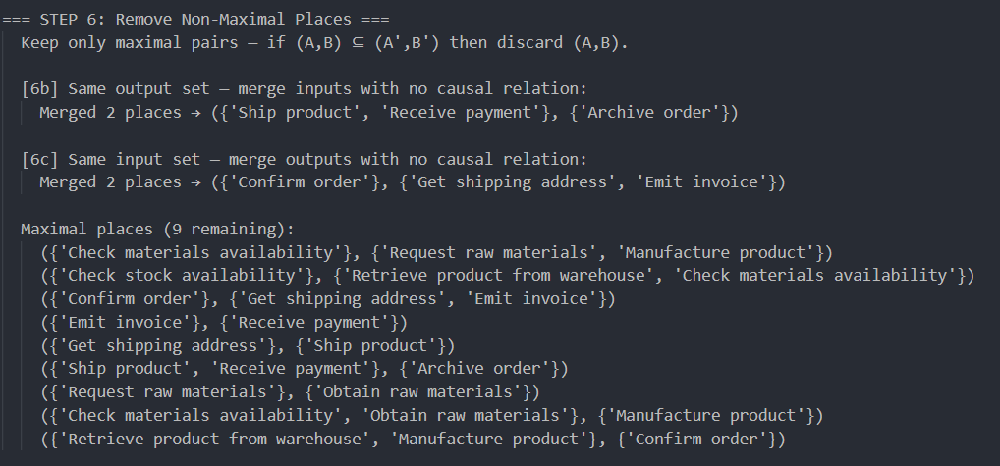 === STEP 6: Remove Non-Maximal Places ===
Keep only maximal pairs — if (A,B) ⊆ (A',B') then discard (A,B).
[6b] Same output set — merge inputs with no causal relation:
Merged 2 places → ({'Ship product', 'Receive payment'}, {'Archive order'})
[6c] Same input set — merge outputs with no causal relation:
Merged 2 places → ({'Confirm order'}, {'Get shipping address', 'Emit invoice'})
Maximal places (9 remaining):
({'Check materials availability'}, {'Request raw materials', 'Manufacture product'})
({'Check stock availability'}, {'Retrieve product from warehouse', 'Check materials availability'})
({'Confirm order'}, {'Get shipping address', 'Emit invoice'})
({'Emit invoice'}, {'Receive payment'})
({'Get shipping address'}, {'Ship product'})
({'Ship product', 'Receive payment'}, {'Archive order'})
({'Request raw materials'}, {'Obtain raw materials'})
({'Check materials availability', 'Obtain raw materials'}, {'Manufacture product'})
({'Retrieve product from warehouse', 'Manufacture product'}, {'Confirm order'})